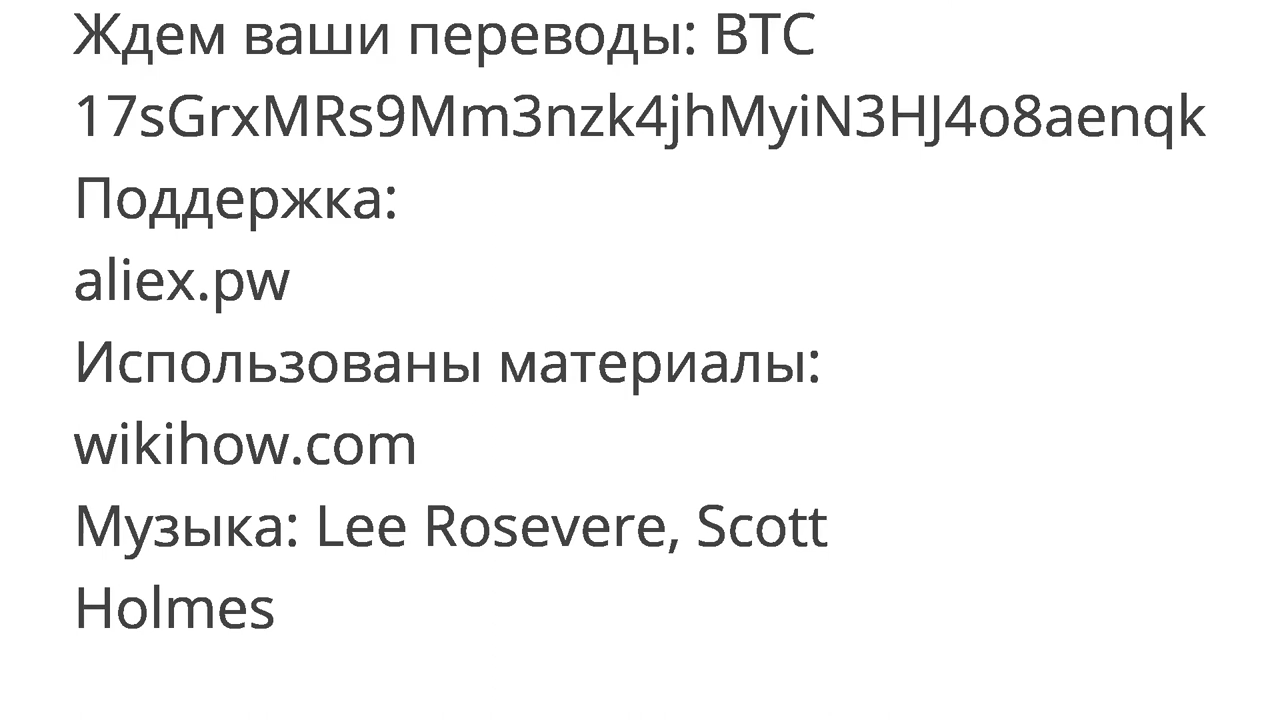 Ждем ваши переводы: BTC
17sGrxMRs9Mm3nzk4jhMyiN3HJ4o8aenqk
Поддержка:
aliex.pw
Использованы материалы:
wikihow.com
Музыка: Lee Rosevere, Scott
Holmes